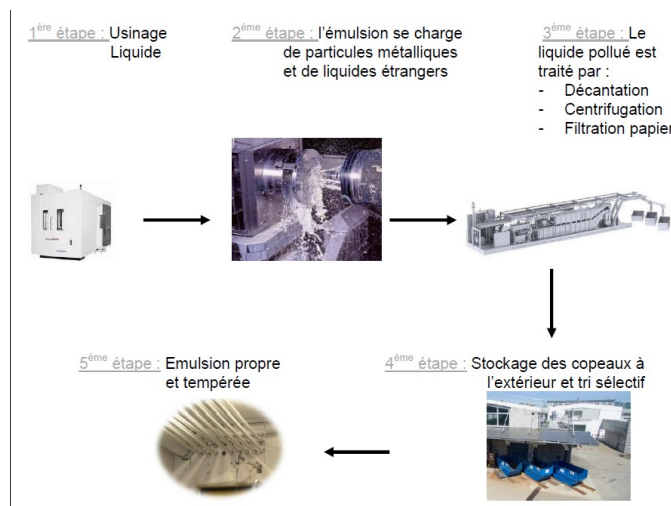 1ère étape : Usinage
Liquide
2ème étape : l'émulsion se charge
de particules métalliques
et de liquides étrangers
3ème étape : Le
liquide pollué est
traité par :
- Décantation
- Centrifugation
- Filtration papier
5ème étape : Emulsion propre
et tempérée
4ème étape : Stockage des copeaux à
l'extérieur et tri sélectif